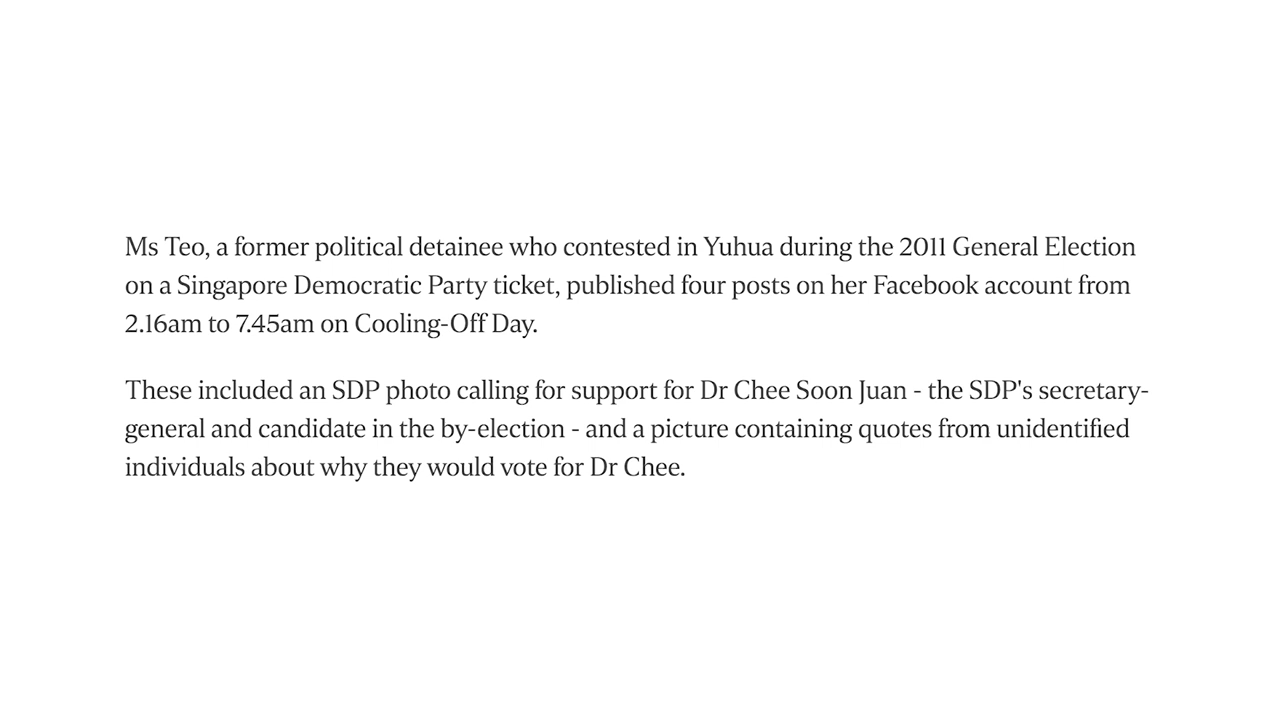 Ms Teo, a former political detainee who contested in Yuhua during the 2011 General Election
on a Singapore Democratic Party ticket, published four posts on her Facebook account from
2.16am to 7.45am on Cooling-Off Day.
These included an SDP photo calling for support for Dr Chee Soon Juan - the SDP's secretary-
general and candidate in the by-election - and a picture containing quotes from unidentified
individuals about why they would vote for Dr Chee.